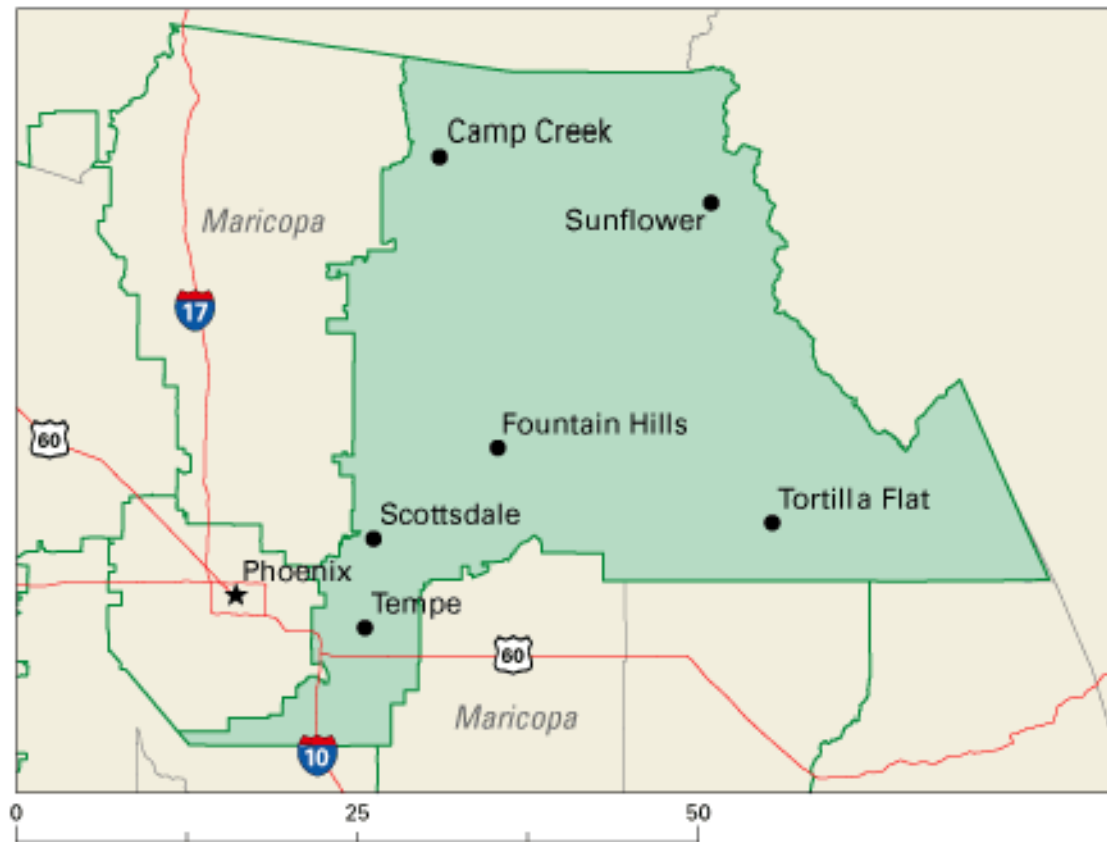 Camp Creek
Maricopa
Sunflower
17
Fountain Hills
60
Tortilla Flat
Scottsdale
Phoenix
Tempe
60
Maricopa
10
0 25 50